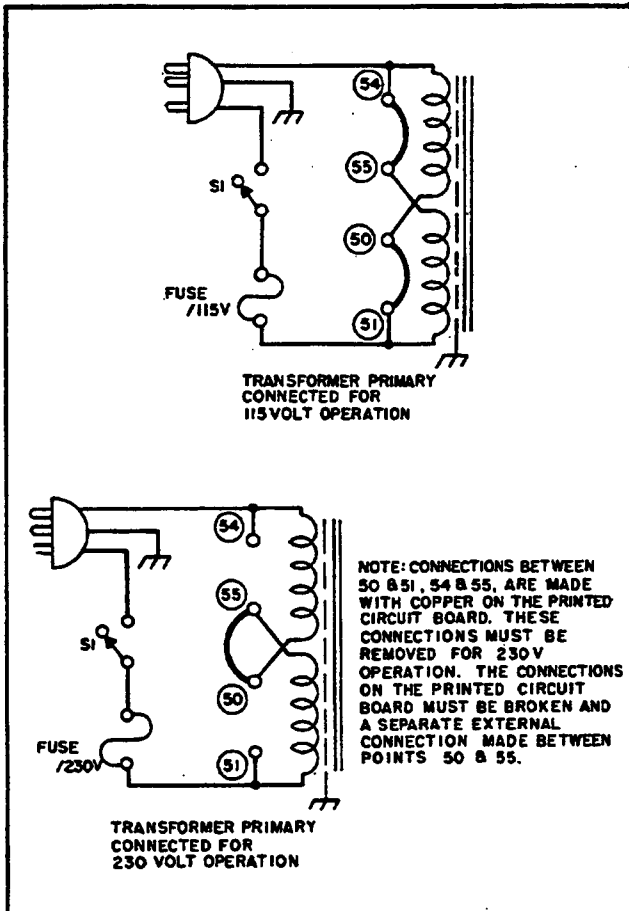 54
55
S1
50
FUSE
/115V
51
TRANSFORMER PRIMARY
CONNECTED FOR
115 VOLT OPERATION
54
55
S1
50
FUSE
/230V
51
NOTE: CONNECTIONS BETWEEN
50 & 51, 54 & 55, ARE MADE
WITH COPPER ON THE PRINTED
CIRCUIT BOARD. THESE
CONNECTIONS MUST BE
REMOVED FOR 230 V
OPERATION. THE CONNECTIONS
ON THE PRINTED CIRCUIT
BOARD MUST BE BROKEN AND
A SEPARATE EXTERNAL
CONNECTION MADE BETWEEN
POINTS 50 & 55.
TRANSFORMER PRIMARY
CONNECTED FOR
230 VOLT OPERATION